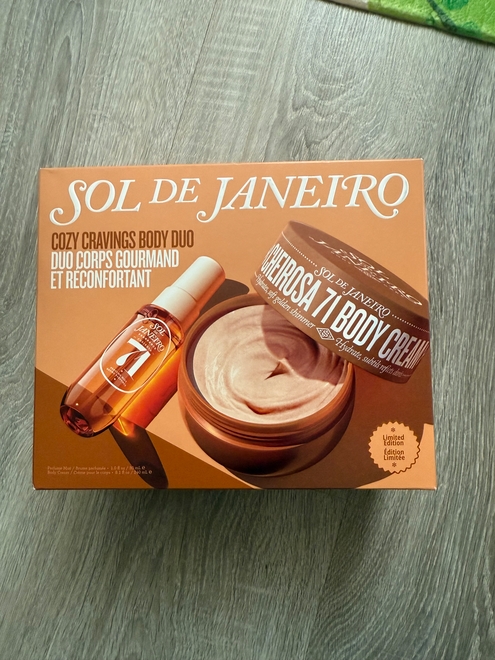 SOL DE JANEIRO
COZY CRAVINGS BODY DUO
DUO CORPS GOURMAND
ET RÉCONFORTANT
SOL DE JANEIRO
CHEIROSA 71 BODY CREAM
SOL DE JANEIRO
71
Limited
Edition
Édition
Limitée